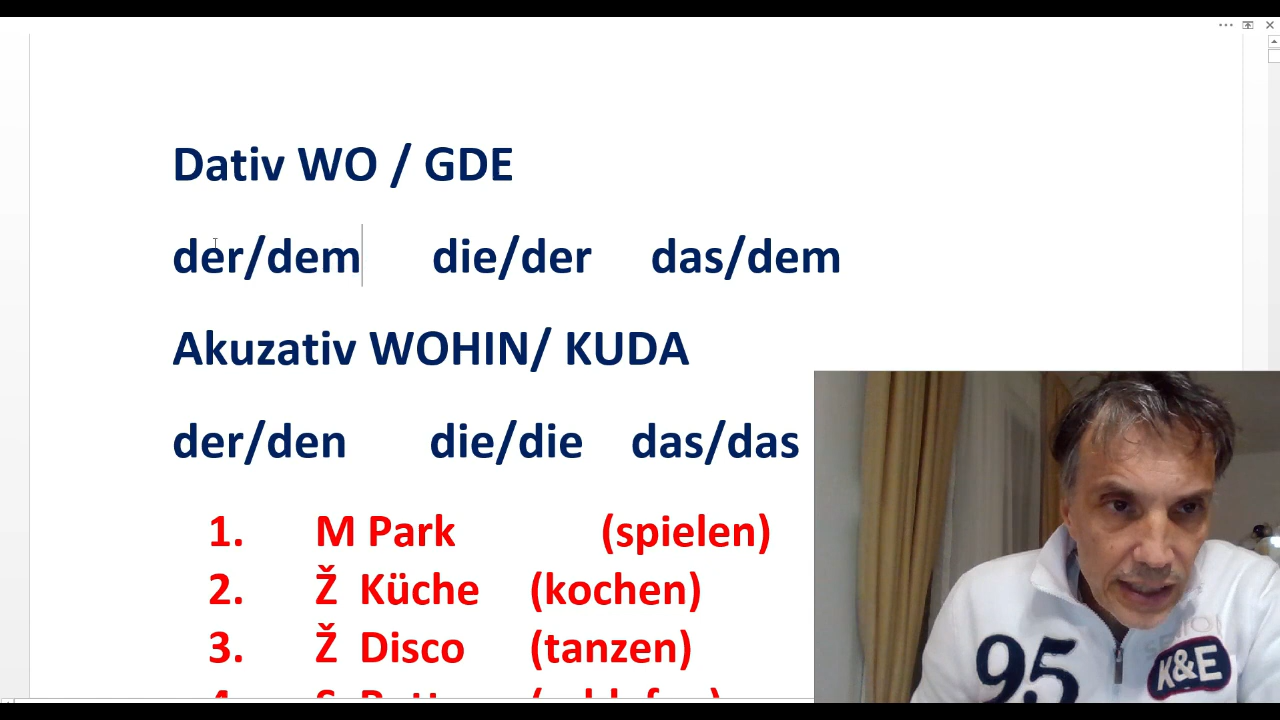 Dativ WO / GDE
der/dem die/der das/dem
Akuzativ WOHIN/ KUDA
der/den die/die das/das
1. M Park (spielen)
2. Ž Küche (kochen)
3. Ž Disco (tanzen)
95
K&E